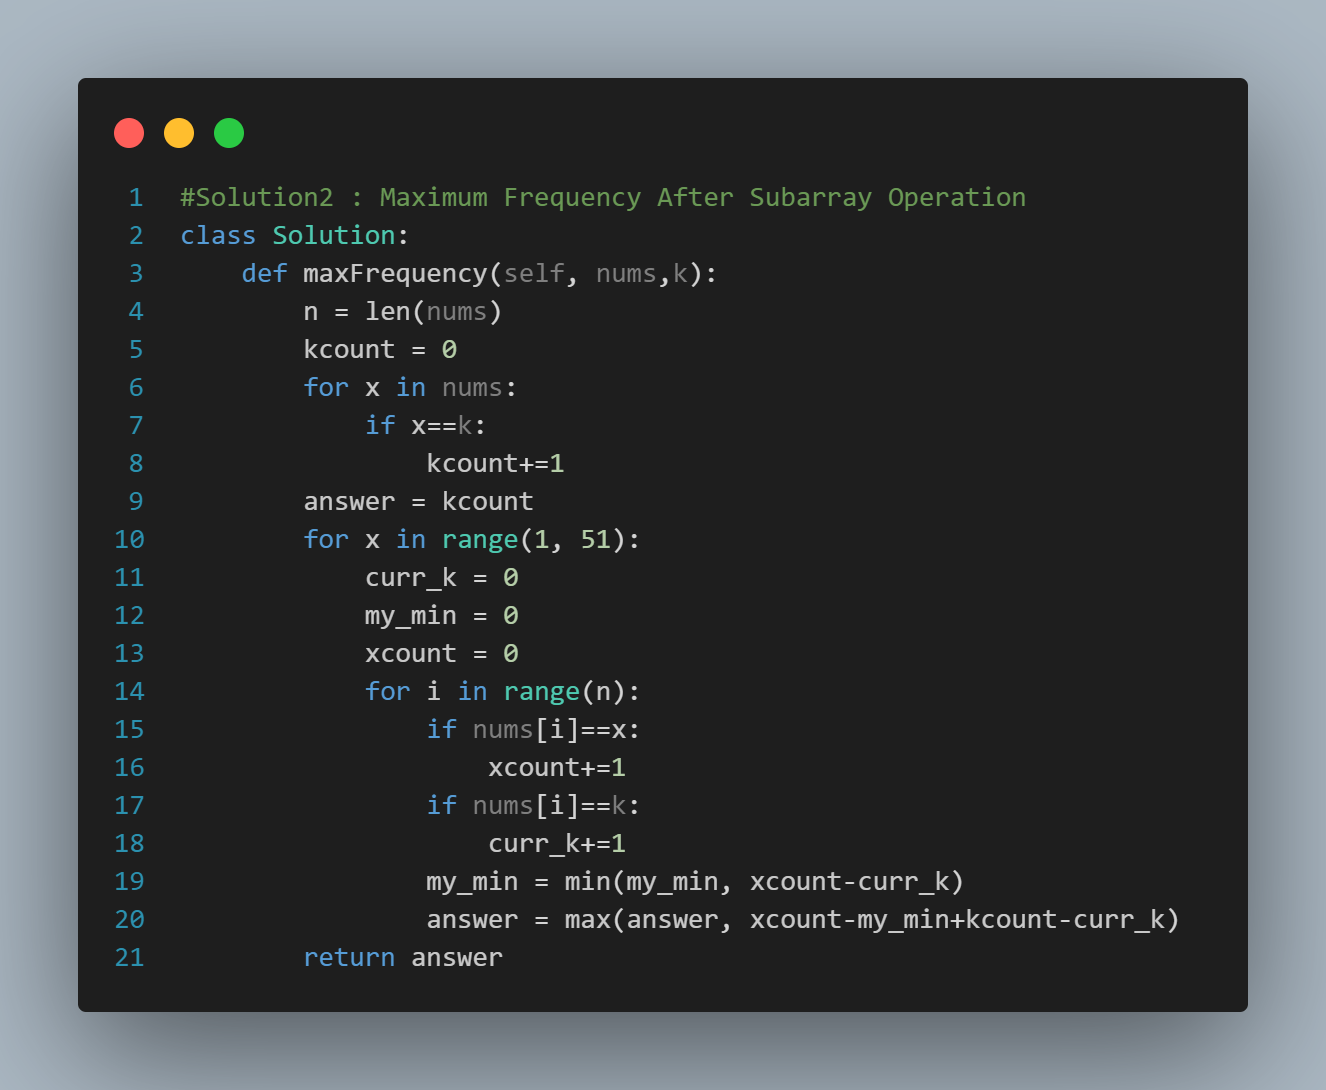 1 #Solution2 : Maximum Frequency After Subarray Operation
2 class Solution:
3     def maxFrequency(self, nums,k):
4         n = len(nums)
5         kcount = 0
6         for x in nums:
7             if x==k:
8                 kcount+=1
9         answer = kcount
10         for x in range(1, 51):
11             curr_k = 0
12             my_min = 0
13             xcount = 0
14             for i in range(n):
15                 if nums[i]==x:
16                     xcount+=1
17                 if nums[i]==k:
18                     curr_k+=1
19                 my_min = min(my_min, xcount-curr_k)
20                 answer = max(answer, xcount-my_min+kcount-curr_k)
21         return answer